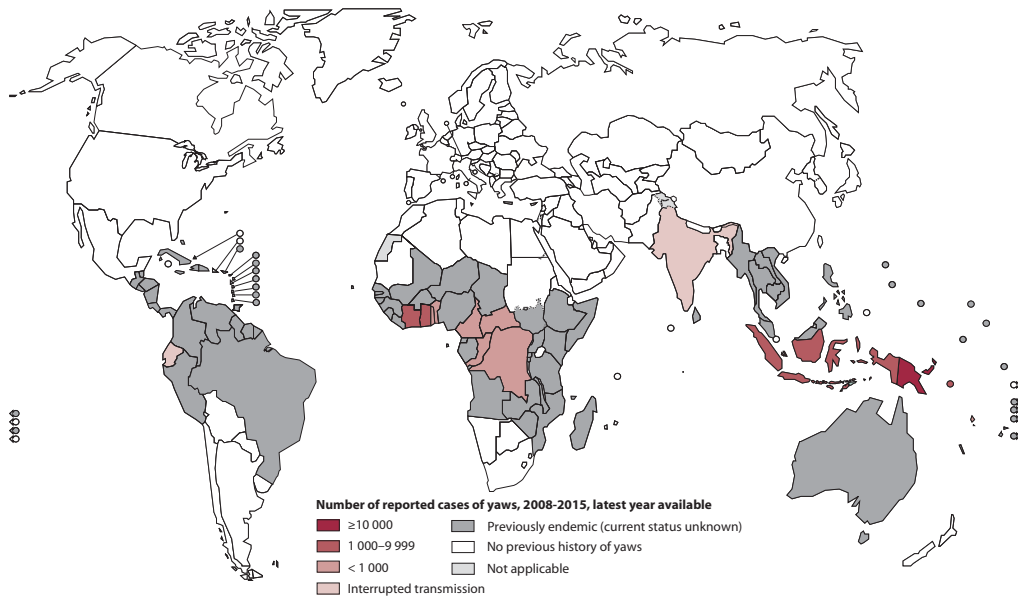 Number of reported cases of yaws, 2008-2015, latest year available
≥10 000
1 000–9 999
< 1 000
Interrupted transmission
Previously endemic (current status unknown)
No previous history of yaws
Not applicable